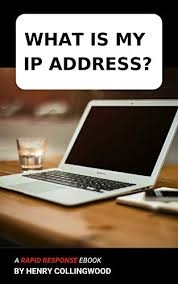 WHAT IS MY
IP ADDRESS?
A RAPID RESPONSE EBOOK
BY HENRY COLLINGWOOD